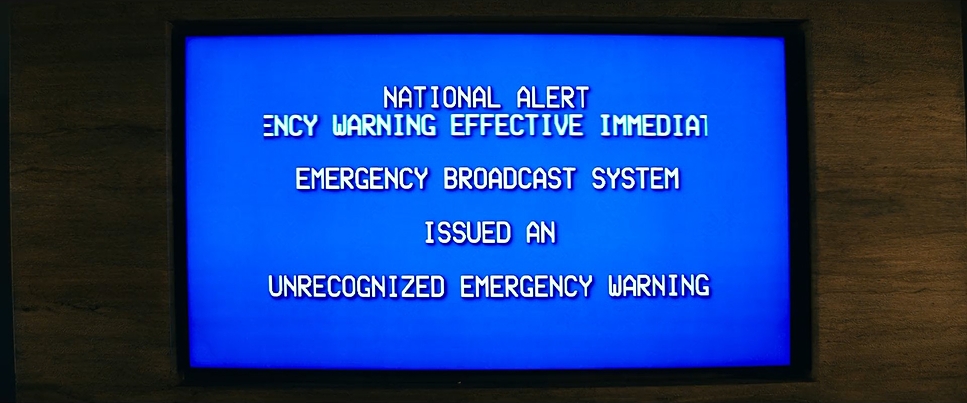 NATIONAL ALERT
ENCY WARNING EFFECTIVE IMMEDIAT
EMERGENCY BROADCAST SYSTEM
ISSUED AN
UNRECOGNIZED EMERGENCY WARNING